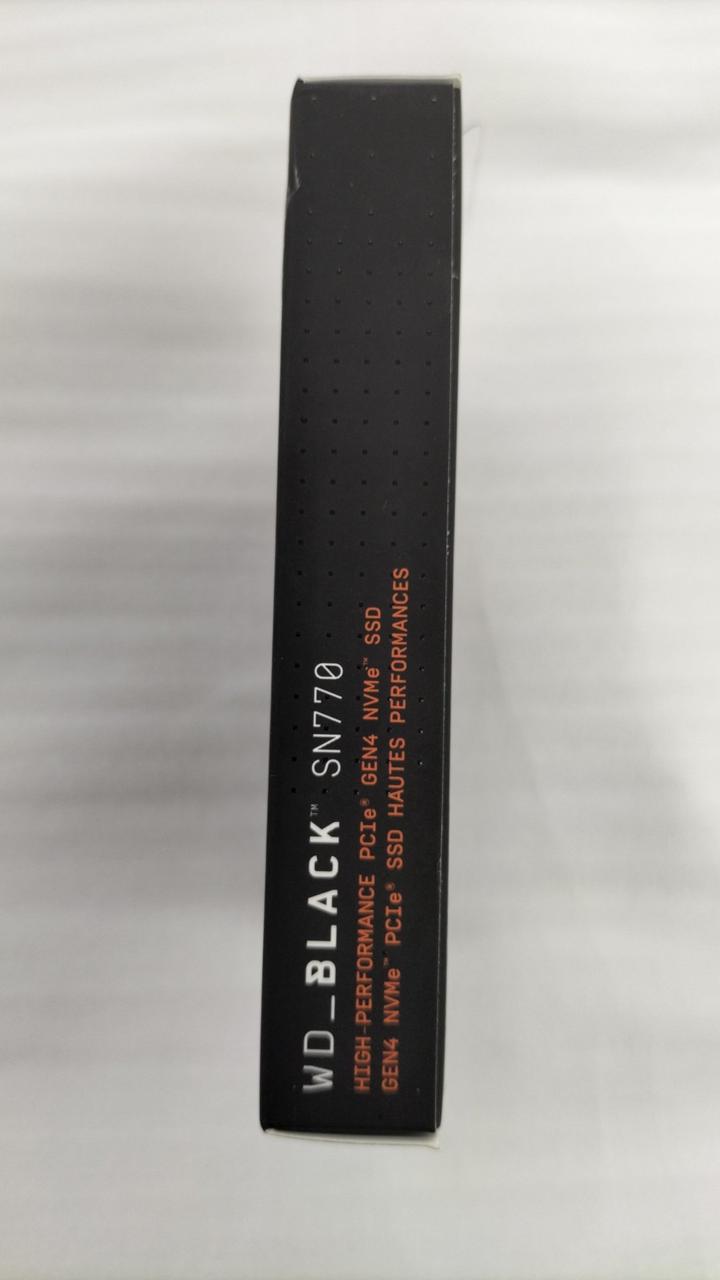 WD_BLACK™ SN770
HIGH-PERFORMANCE PCIe® GEN4 NVMe™ SSD
GEN4 NVMe™ PCIe® SSD HAUTES PERFORMANCES